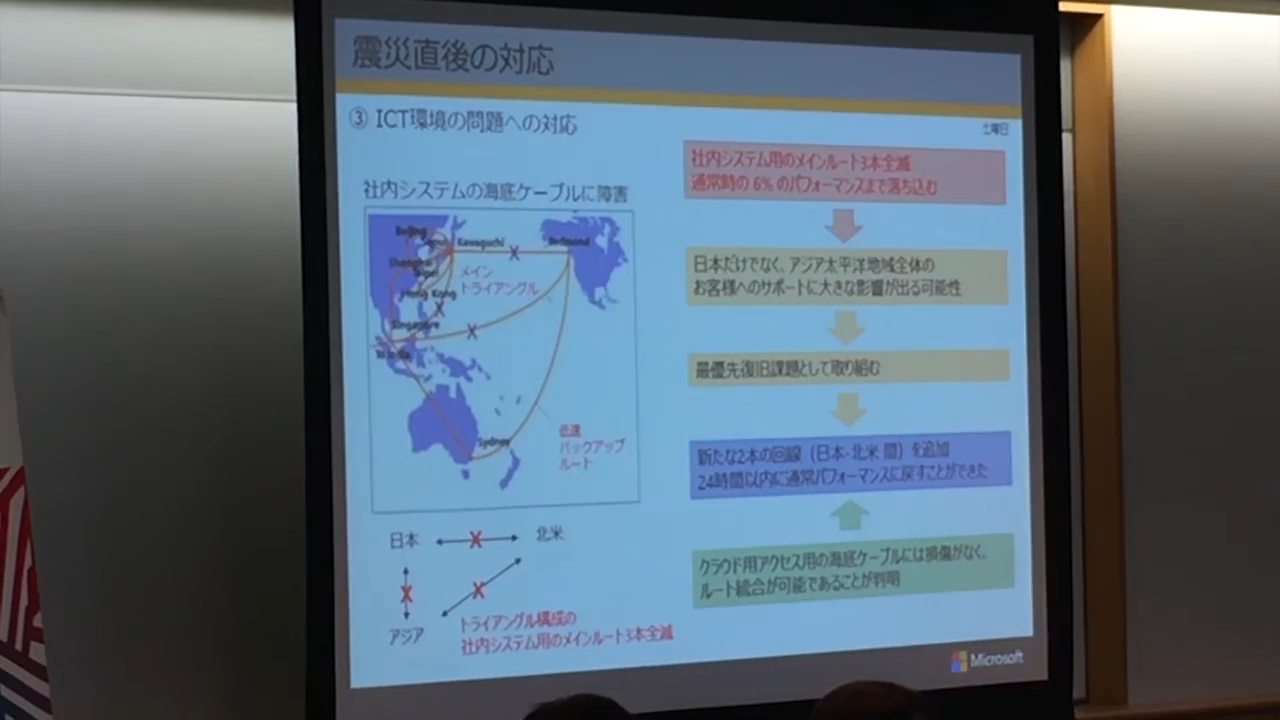 震災直後の対応
③ ICT環境の問題への対応
土曜日
社内システムの海底ケーブルに障害
Beijing
Seoul
Kawaguchi
Redmond
Shanghai
Taipei
Hong Kong
メイン
トライアングル
Singapore
Sydney
低速
バックアップ
ルート
日本
北米
アジア
トライアングル構成の
社内システム用のメインルート3本全滅
社内システム用のメインルート3本全滅
通常時の 6% のパフォーマンスまで落ち込む
日本だけでなく、アジア太平洋地域全体の
お客様へのサポートに大きな影響が出る可能性
最優先復旧課題として取り組む
新たな2本の回線（日本-北米 間）を追加
24時間以内に通常パフォーマンスに戻すことができた
クラウド用アクセス用の海底ケーブルには損傷がなく、
ルート統合が可能であることが判明
Microsoft